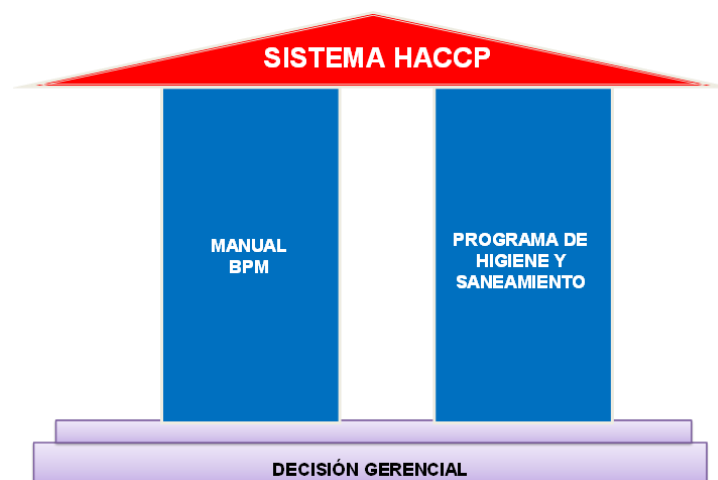 SISTEMA HACCP
MANUAL
BPM
PROGRAMA DE
HIGIENE Y
SANEAMIENTO
DECISIÓN GERENCIAL